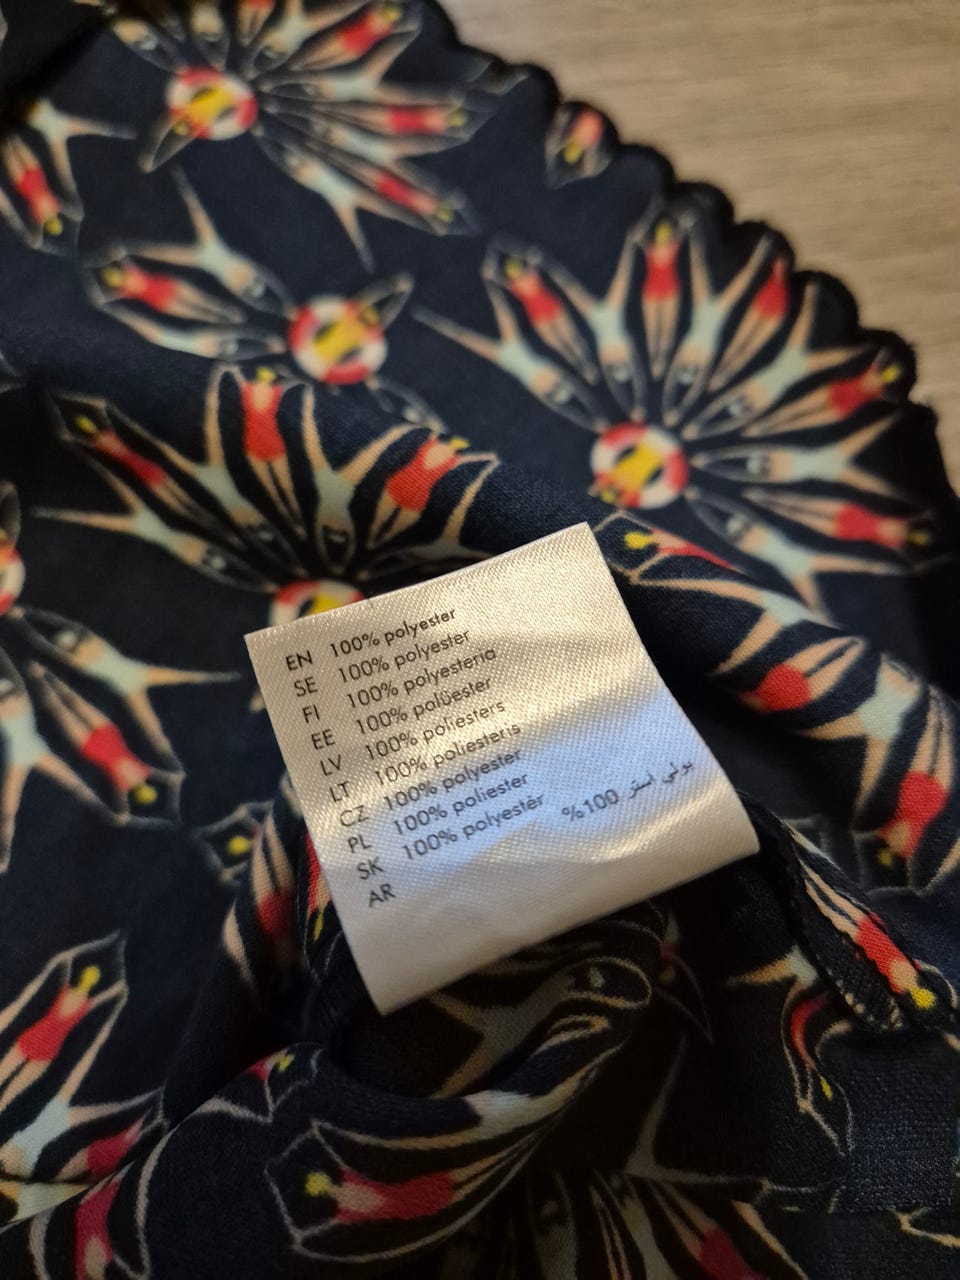 EN 100% polyester
SE 100% polyester
FI 100% polyesteria
EE 100% polüester
LV 100% poliesters
LT 100% poliesteris
CZ 100% polyester
PL 100% poliester
SK 100% polyestér
AR بولي استر 100%